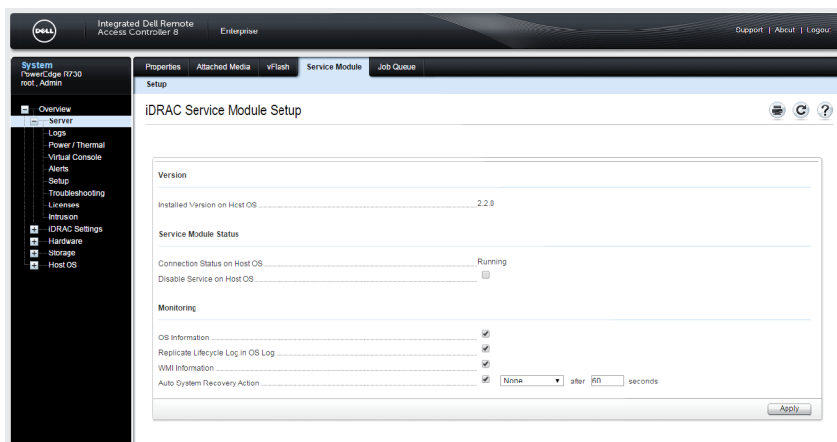 DELL
Integrated Dell Remote
Access Controller 8
Enterprise
Support | About | Logout
System
PowerEdge R730
root , Admin
Properties
Attached Media
vFlash
Service Module
Job Queue
Setup
Overview
Server
Logs
Power / Thermal
Virtual Console
Alerts
Setup
Troubleshooting
Licenses
Intrusion
iDRAC Settings
Hardware
Storage
Host OS
iDRAC Service Module Setup
?
Version
Installed Version on Host OS
2.2.0
Service Module Status
Connection Status on Host OS
Running
Disable Service on Host OS
Monitoring
OS Information
Replicate Lifecycle Log in OS Log
WMI Information
Auto System Recovery Action
None
after 60 seconds
Apply